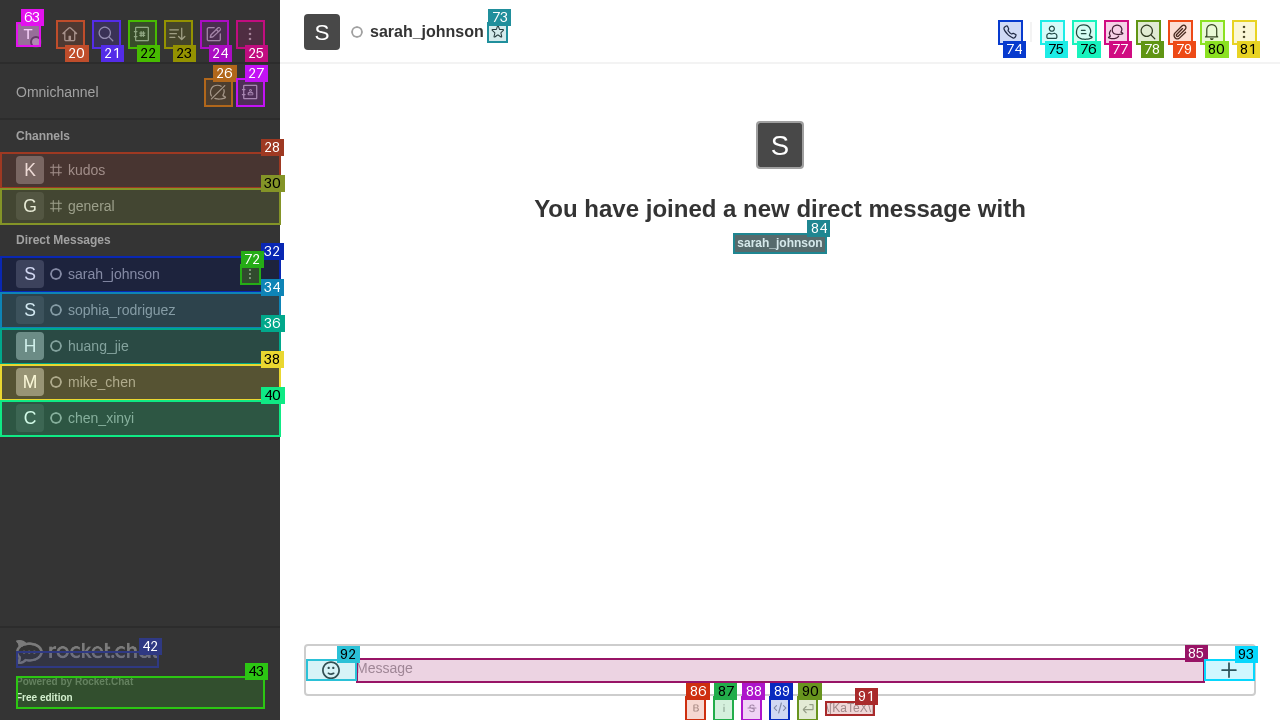 63
T
20
21
22
23
24
25
S
sarah_johnson
73
74
75
76
77
78
79
80
81
Omnichannel
26
27
Channels
28
K
kudos
30
G
general
Direct Messages
32
S
sarah_johnson
72
34
S
sophia_rodriguez
36
H
huang_jie
38
M
mike_chen
40
C
chen_xinyi
S
You have joined a new direct message with
84
sarah_johnson
42
rocket.chat
43
Powered by Rocket.Chat
Free edition
92
Message
85
93
86
87
88
89
90
91
B
i
S
</>
\[KaTeX\]